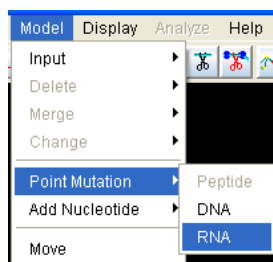 Model Display Analyze Help
Input
Delete
Merge
Change
Point Mutation Peptide
Add Nucleotide DNA
RNA
Move